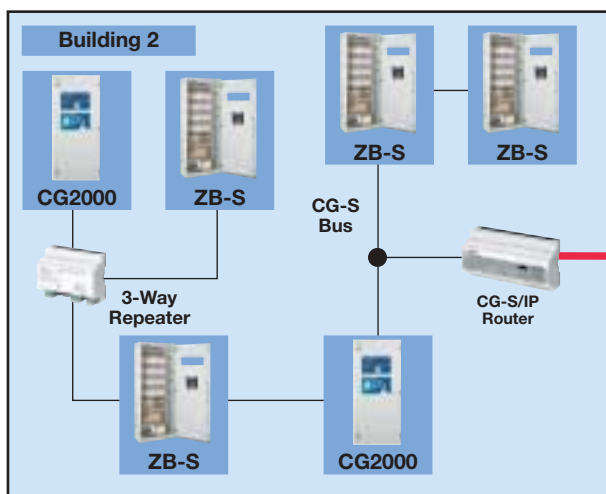 Building 2
CG2000
ZB-S
ZB-S
ZB-S
CG-S
Bus
3-Way
Repeater
CG-S/IP
Router
ZB-S
CG2000